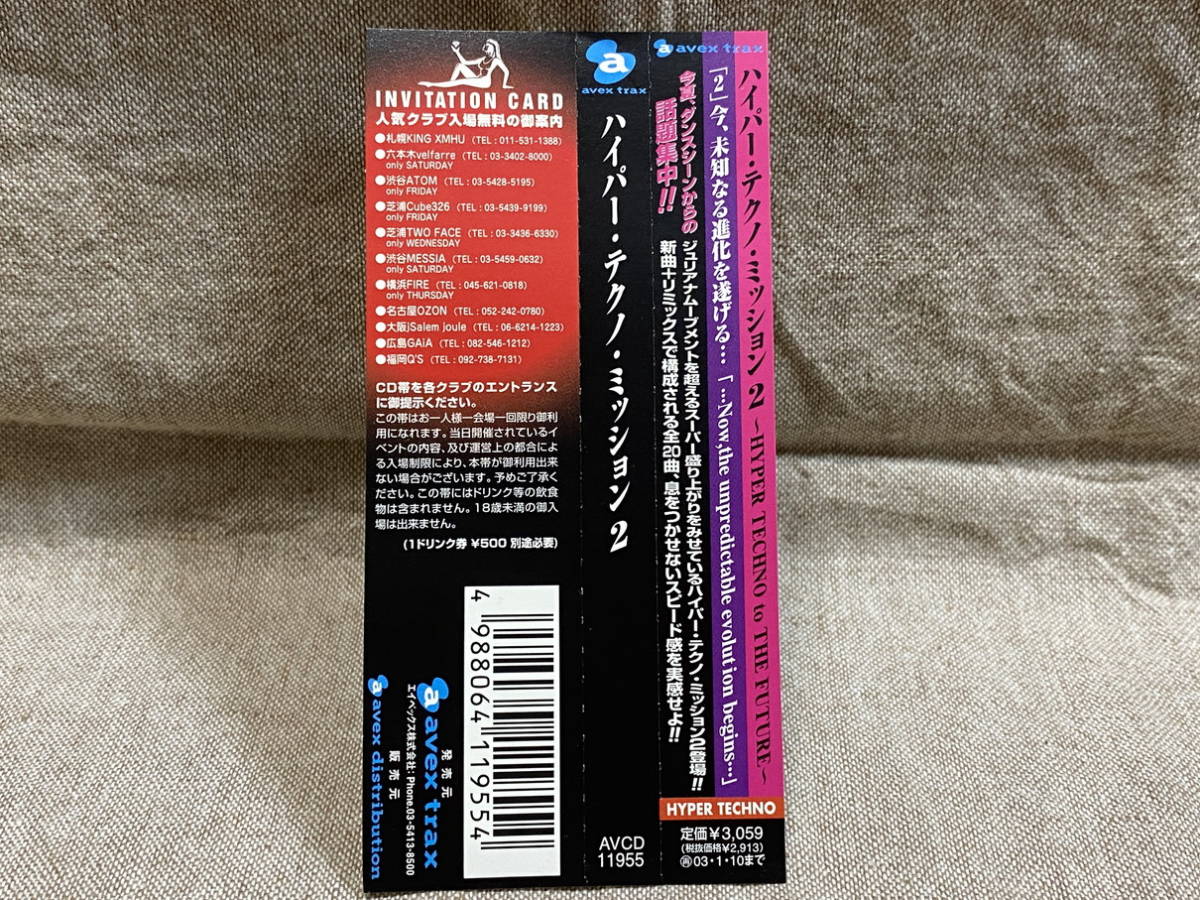 INVITATION CARD
人気クラブ入場無料の御案内
●札幌KING XMHU (TEL : 011-531-1388)
●六本木velfarre (TEL : 03-3402-8000)
only SATURDAY
●渋谷ATOM (TEL : 03-5428-5195)
only FRIDAY
●芝浦Cube326 (TEL : 03-5439-9199)
only FRIDAY
●芝浦TWO FACE (TEL : 03-3436-6330)
only WEDNESDAY
●渋谷MESSIA (TEL : 03-5459-0632)
only SATURDAY
●横浜FIRE (TEL : 045-621-0818)
only THURSDAY
●名古屋OZON (TEL : 052-242-0780)
●大阪jSalem joule (TEL : 06-6214-1223)
●広島GAiA (TEL : 082-546-1212)
●福岡Q'S (TEL : 092-738-7131)
CD帯を各クラブのエントランス
に御提示ください。
この帯はお一人様一会場一回限り御利
用になれます。当日開催されているイ
ベントの内容、及び運営上の都合によ
る入場制限により、本帯が御利用出来
ない場合がございます。予めご了承く
ださい。この帯にはドリンク等の飲食
物は含まれません。18歳未満の御入
場は出来ません。
(1ドリンク券 ¥500 別途必要)
4 988064 119554
発売元
avex trax
エイベックス株式会社:Phone.03-5413-8500
販売元
avex distribution
a
avex trax
ハイパー・テクノ・ミッション 2
AVCD
11955
avex trax
ハイパー・テクノ・ミッション 2 ～HYPER TECHNO to THE FUTURE～
「2」今、未知なる進化を遂げる…「…Now,the unpredictable evolution begins…」
今夏、ダンスシーンからの
話題集中!!
ジュリアナムーブメントを超えるスーパー盛り上がりをみせているハイパー・テクノ・ミッション2登場!!
新曲+リミックスで構成される全20曲、息をつかせないスピード感を実感せよ!!
HYPER TECHNO
定価¥3,059
(税抜価格¥2,913)
再03・1・10まで